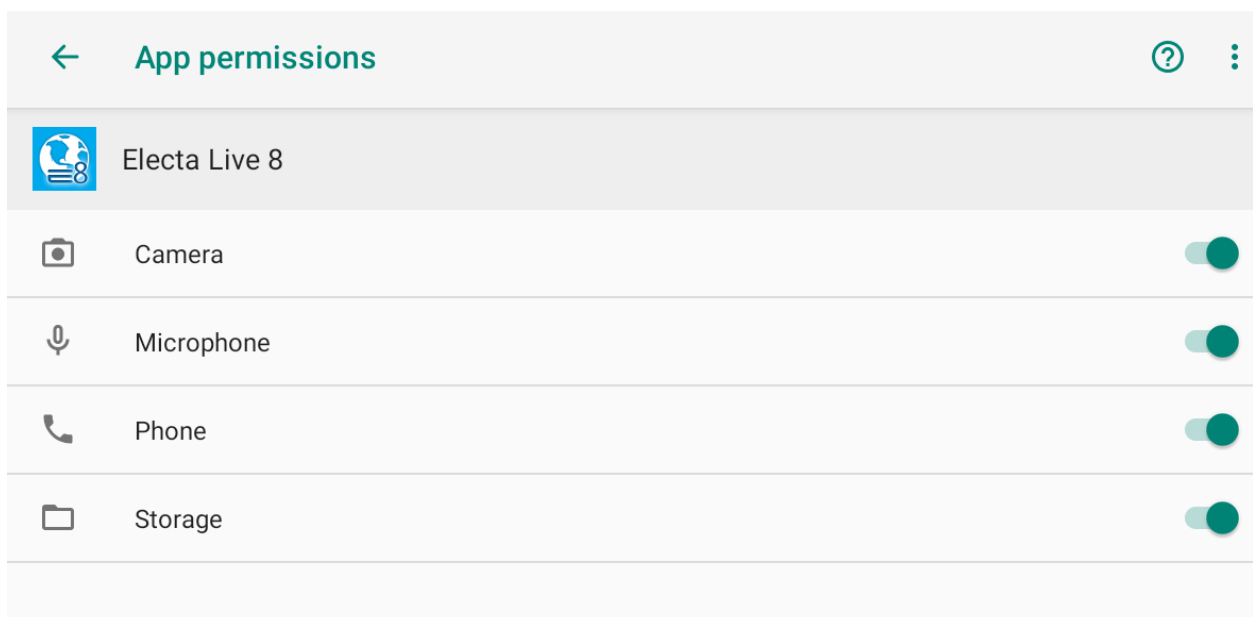 App permissions
Electa Live 8
Camera
Microphone
Phone
Storage